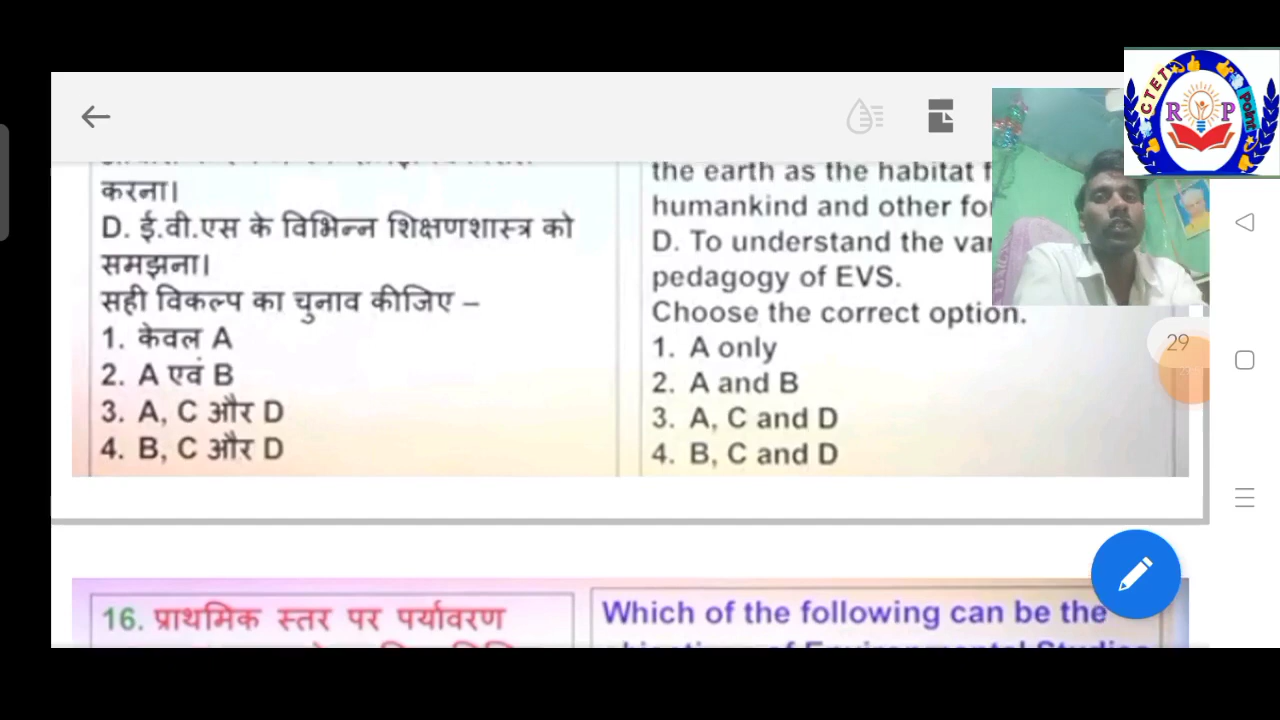 करना।
D. ई.वी.एस के विभिन्न शिक्षणशास्त्र को
समझना।
सही विकल्प का चुनाव कीजिए –
1. केवल A
2. A एवं B
3. A, C और D
4. B, C और D
the earth as the habitat
humankind and other
D. To understand the
pedagogy of EVS.
Choose the correct option.
1. A only
2. A and B
3. A, C and D
4. B, C and D
29
16. प्राथमिक स्तर पर पर्यावरण
Which of the following can be the
CTET
Point
R P